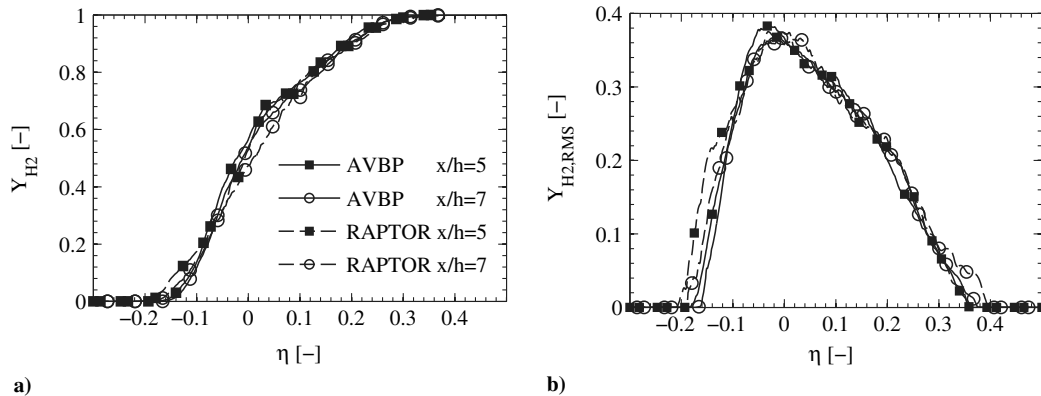 1
0.8
0.6
0.4
0.2
0
Y_H2 [−]
AVBP x/h=5
AVBP x/h=7
RAPTOR x/h=5
RAPTOR x/h=7
−0.2 −0.1 0 0.1 0.2 0.3 0.4
η [−]
a)
0.4
0.3
0.2
0.1
0
Y_H2,RMS [−]
−0.2 −0.1 0 0.1 0.2 0.3 0.4
η [−]
b)